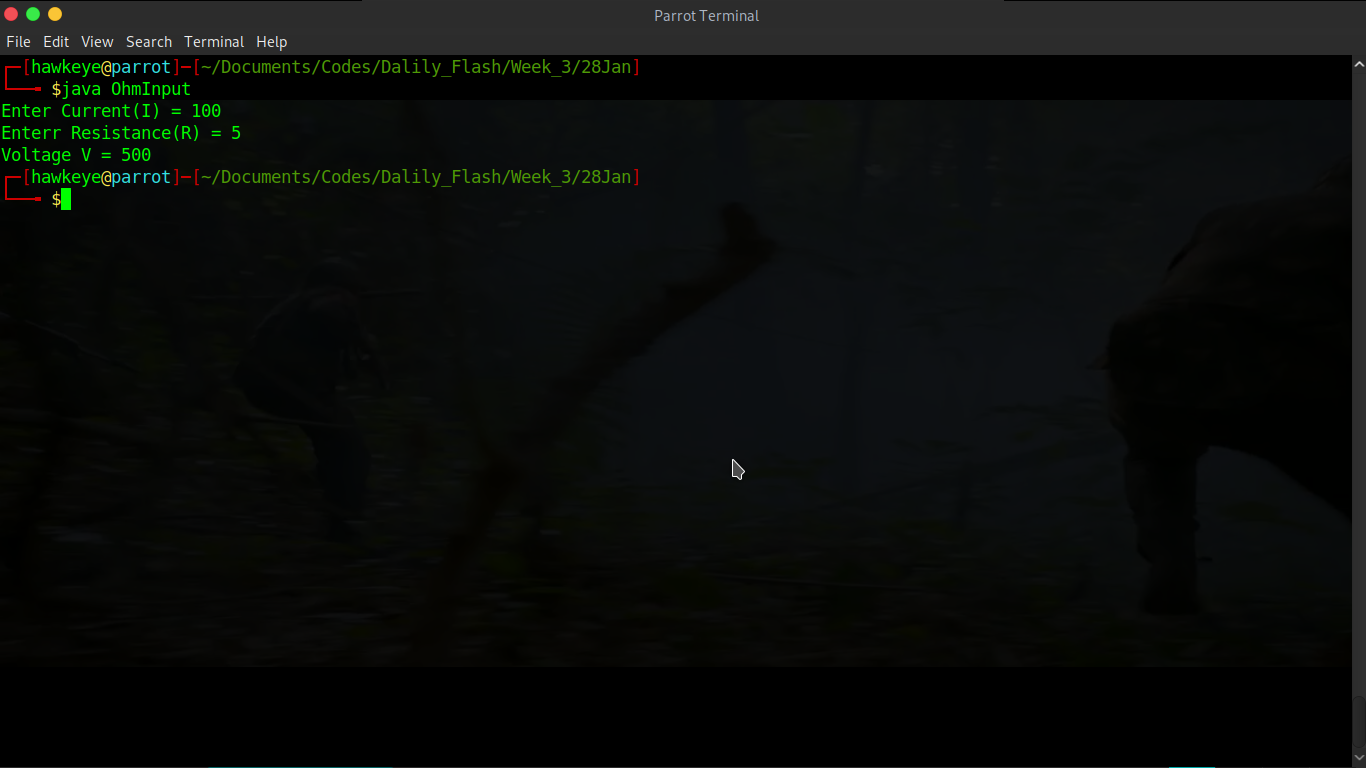 Parrot Terminal
File Edit View Search Terminal Help
[hawkeye@parrot]─[~/Documents/Codes/Dalily_Flash/Week_3/28Jan]
$java OhmInput
Enter Current(I) = 100
Enterr Resistance(R) = 5
Voltage V = 500
[hawkeye@parrot]─[~/Documents/Codes/Dalily_Flash/Week_3/28Jan]
$